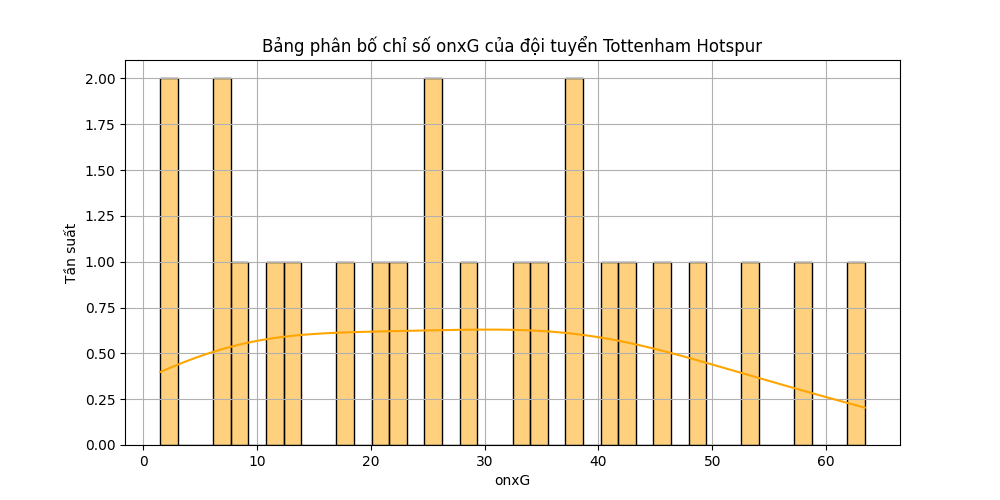 Bảng phân bố chỉ số onxG của đội tuyển Tottenham Hotspur
2.00
1.75
1.50
1.25
1.00
0.75
0.50
0.25
0.00
Tần suất
0 10 20 30 40 50 60
onxG